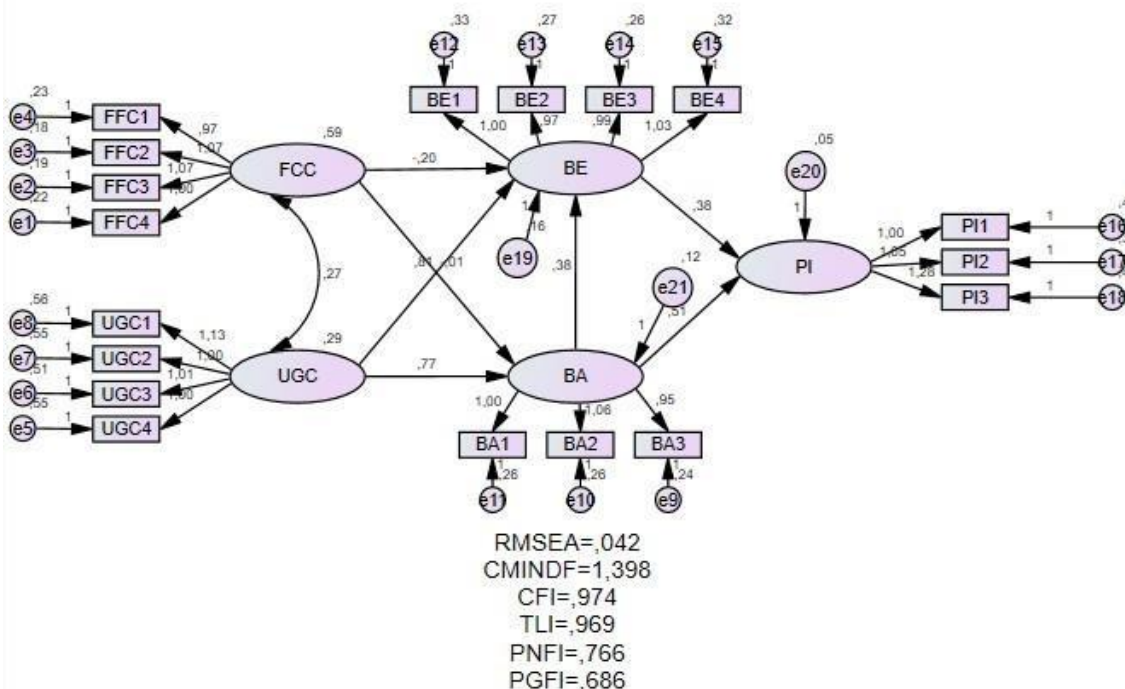 ,33
,27
,26
,32
e12
e13
e14
e15
1
1
1
1
BE1
BE2
BE3
BE4
1,00
,97
,99
1,03
,23
e4
1
FFC1
,97
,18
e3
1
FFC2
1,07
,19
e2
1
FFC3
1,07
,22
e1
1
FFC4
1,00
,59
FCC
-,20
BE
,05
e20
1
,38
1
,16
e19
,27
,81
,01
,38
,12
e21
1
,51
PI
1,00
PI1
1
e16
PI2
1
e17
1,28
PI3
1
e18
,56
e8
1
UGC1
1,13
,55
e7
1
UGC2
1,00
,51
e6
1
UGC3
1,01
,55
e5
1
UGC4
1,00
,29
UGC
,77
BA
1,00
1,06
,95
BA1
BA2
BA3
1
1
1
,26
,26
,24
e11
e10
e9
RMSEA=,042
CMINDF=1,398
CFI=,974
TLI=,969
PNFI=,766
PGFI=,686